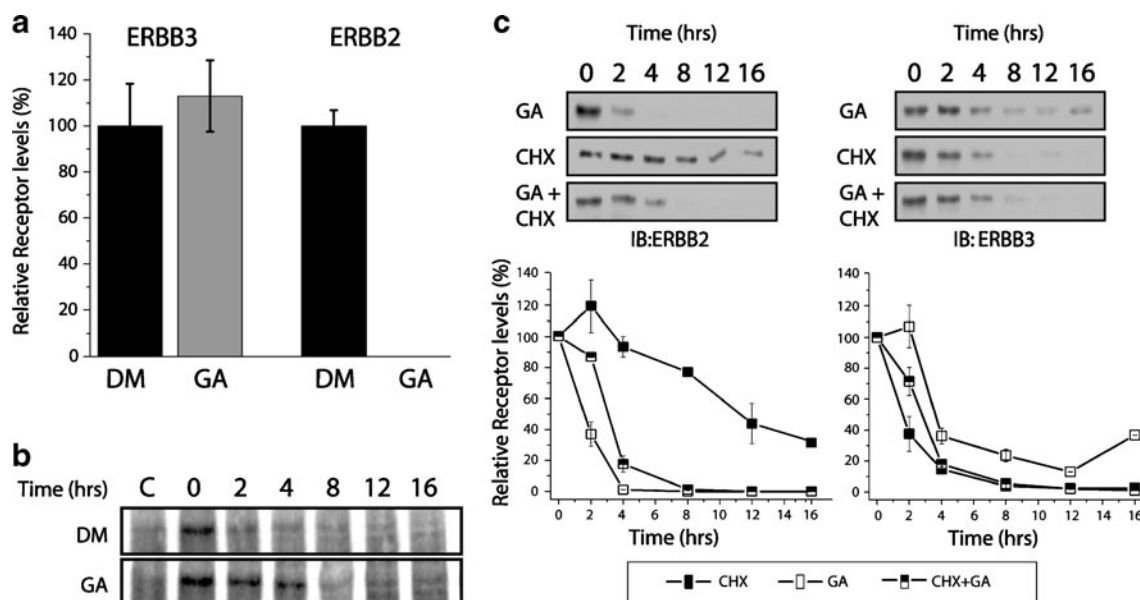 a
ERBB3 ERBB2
Relative Receptor levels (%)
140
120
100
80
60
40
20
0
DM GA DM GA
b
Time (hrs) C 0 2 4 8 12 16
DM
GA
c
Time (hrs)
0 2 4 8 12 16
GA
CHX
GA +
CHX
IB:ERBB2
Time (hrs)
0 2 4 8 12 16
GA
CHX
GA +
CHX
IB: ERBB3
Relative Receptor levels (%)
140
120
100
80
60
40
20
0
0 2 4 6 8 10 12 14 16
Time (hrs)
140
120
100
80
60
40
20
0
0 2 4 6 8 10 12 14 16
Time (hrs)
CHX GA CHX+GA